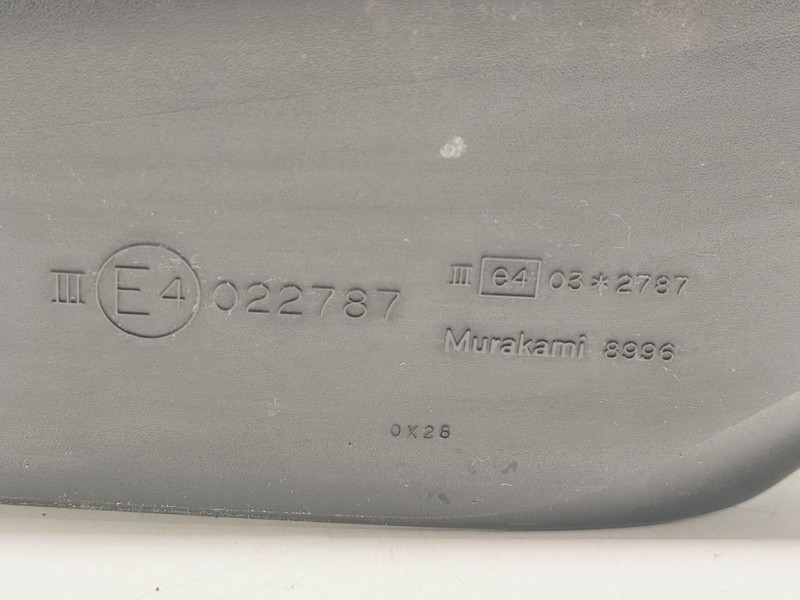 III E4 022787
III e4 03*2787
Murakami 8996
0X28